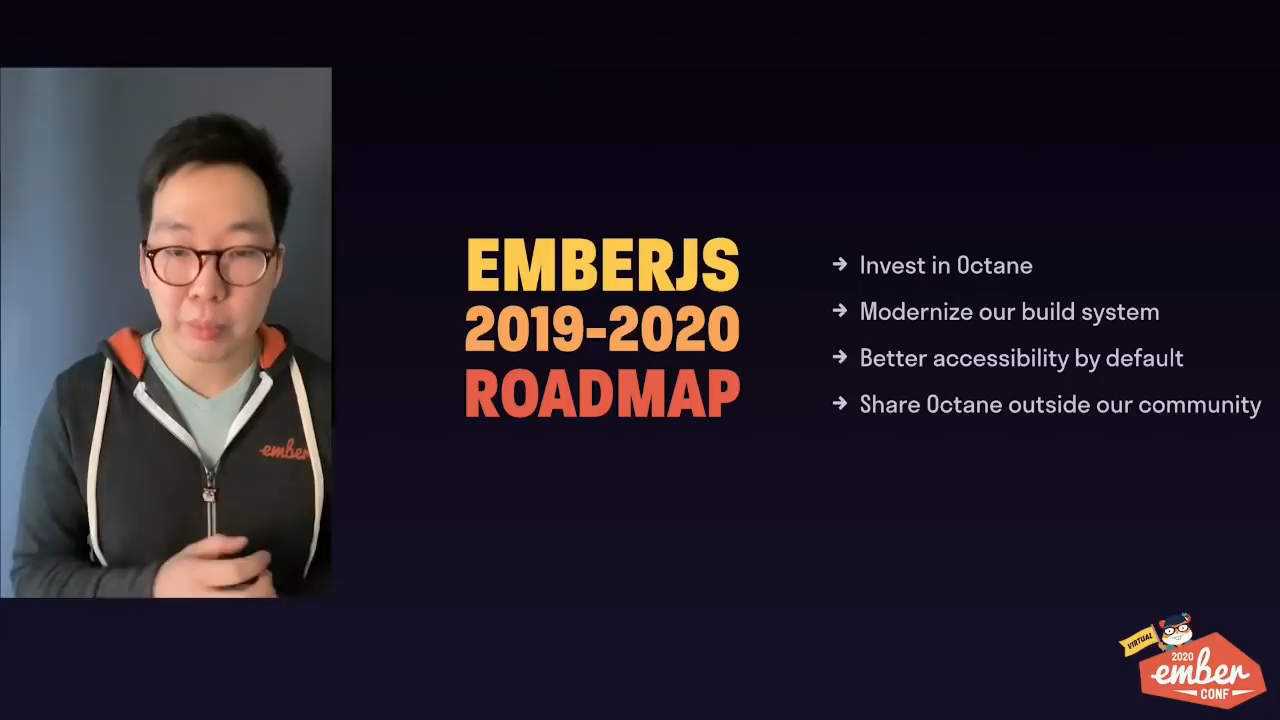 EMBERJS
2019-2020
ROADMAP
→ Invest in Octane
→ Modernize our build system
→ Better accessibility by default
→ Share Octane outside our community
ember
VIRTUAL
2020
ember
CONF